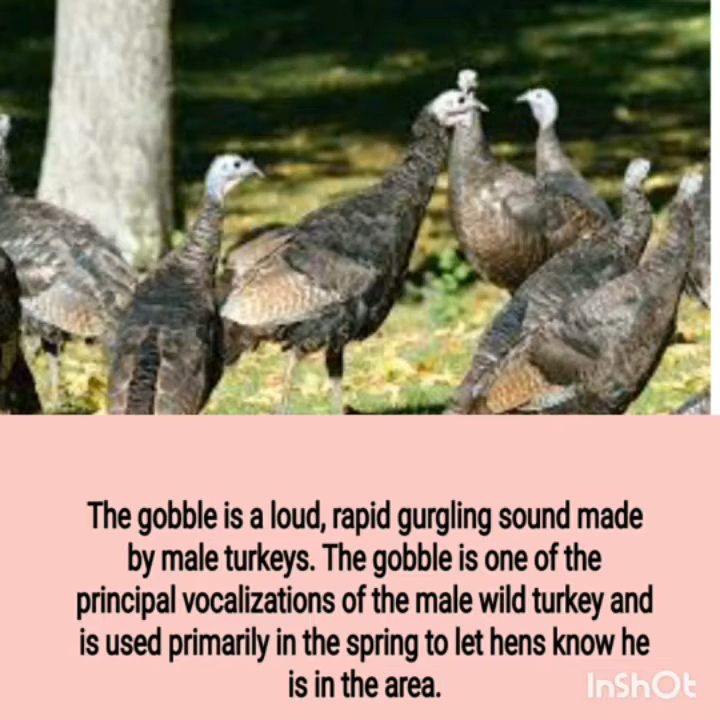 The gobble is a loud, rapid gurgling sound made
by male turkeys. The gobble is one of the
principal vocalizations of the male wild turkey and
is used primarily in the spring to let hens know he
is in the area.
InShOt